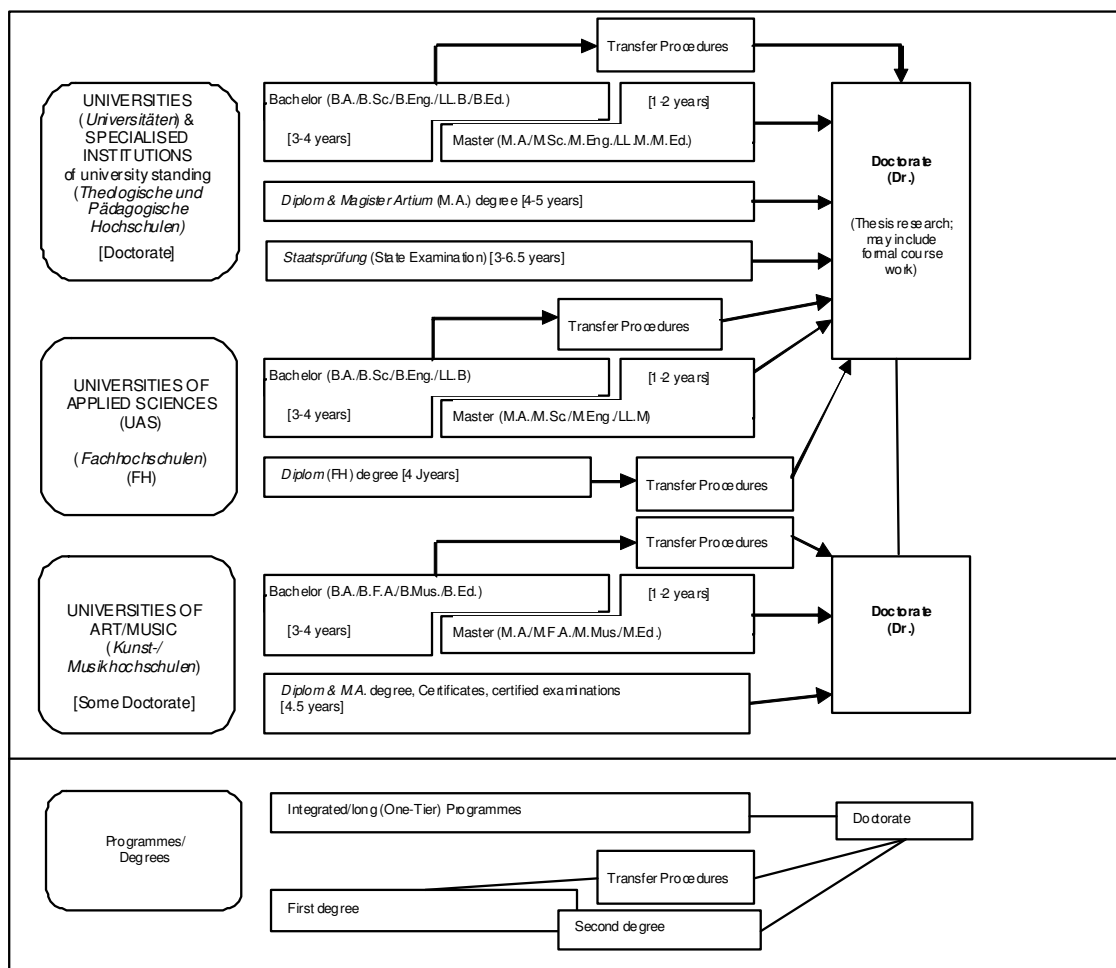 Transfer Procedures
UNIVERSITIES
(Universitäten) &
SPECIALISED
INSTITUTIONS
of university standing
(Theologische und
Pädagogische
Hochschulen)
[Doctorate]
Bachelor (B.A./B.Sc./B.Eng./LL.B./B.Ed.)
[3-4 years]
[1-2 years]
Master (M.A./M.Sc./M.Eng./LL.M./M.Ed.)
Diplom & Magister Artium (M.A.) degree [4-5 years]
Staatsprüfung (State Examination) [3-6.5 years]
Doctorate
(Dr.)
(Thesis research;
may include
formal course
work)
Transfer Procedures
UNIVERSITIES OF
APPLIED SCIENCES
(UAS)
(Fachhochschulen)
(FH)
Bachelor (B.A./B.Sc./B.Eng./LL.B)
[3-4 years]
[1-2 years]
Master (M.A./M.Sc./M.Eng./LL.M)
Diplom (FH) degree [4 Jyears]
Transfer Procedures
Transfer Procedures
UNIVERSITIES OF
ART/MUSIC
(Kunst-/
Musikhochschulen)
[Some Doctorate]
Bachelor (B.A./B.F.A./B.Mus./B.Ed.)
[3-4 years]
[1-2 years]
Master (M.A./M.F.A./M.Mus./M.Ed.)
Diplom & M.A. degree, Certificates, certified examinations
[4.5 years]
Doctorate
(Dr.)
Programmes/
Degrees
Integrated/long (One-Tier) Programmes
Doctorate
Transfer Procedures
First degree
Second degree